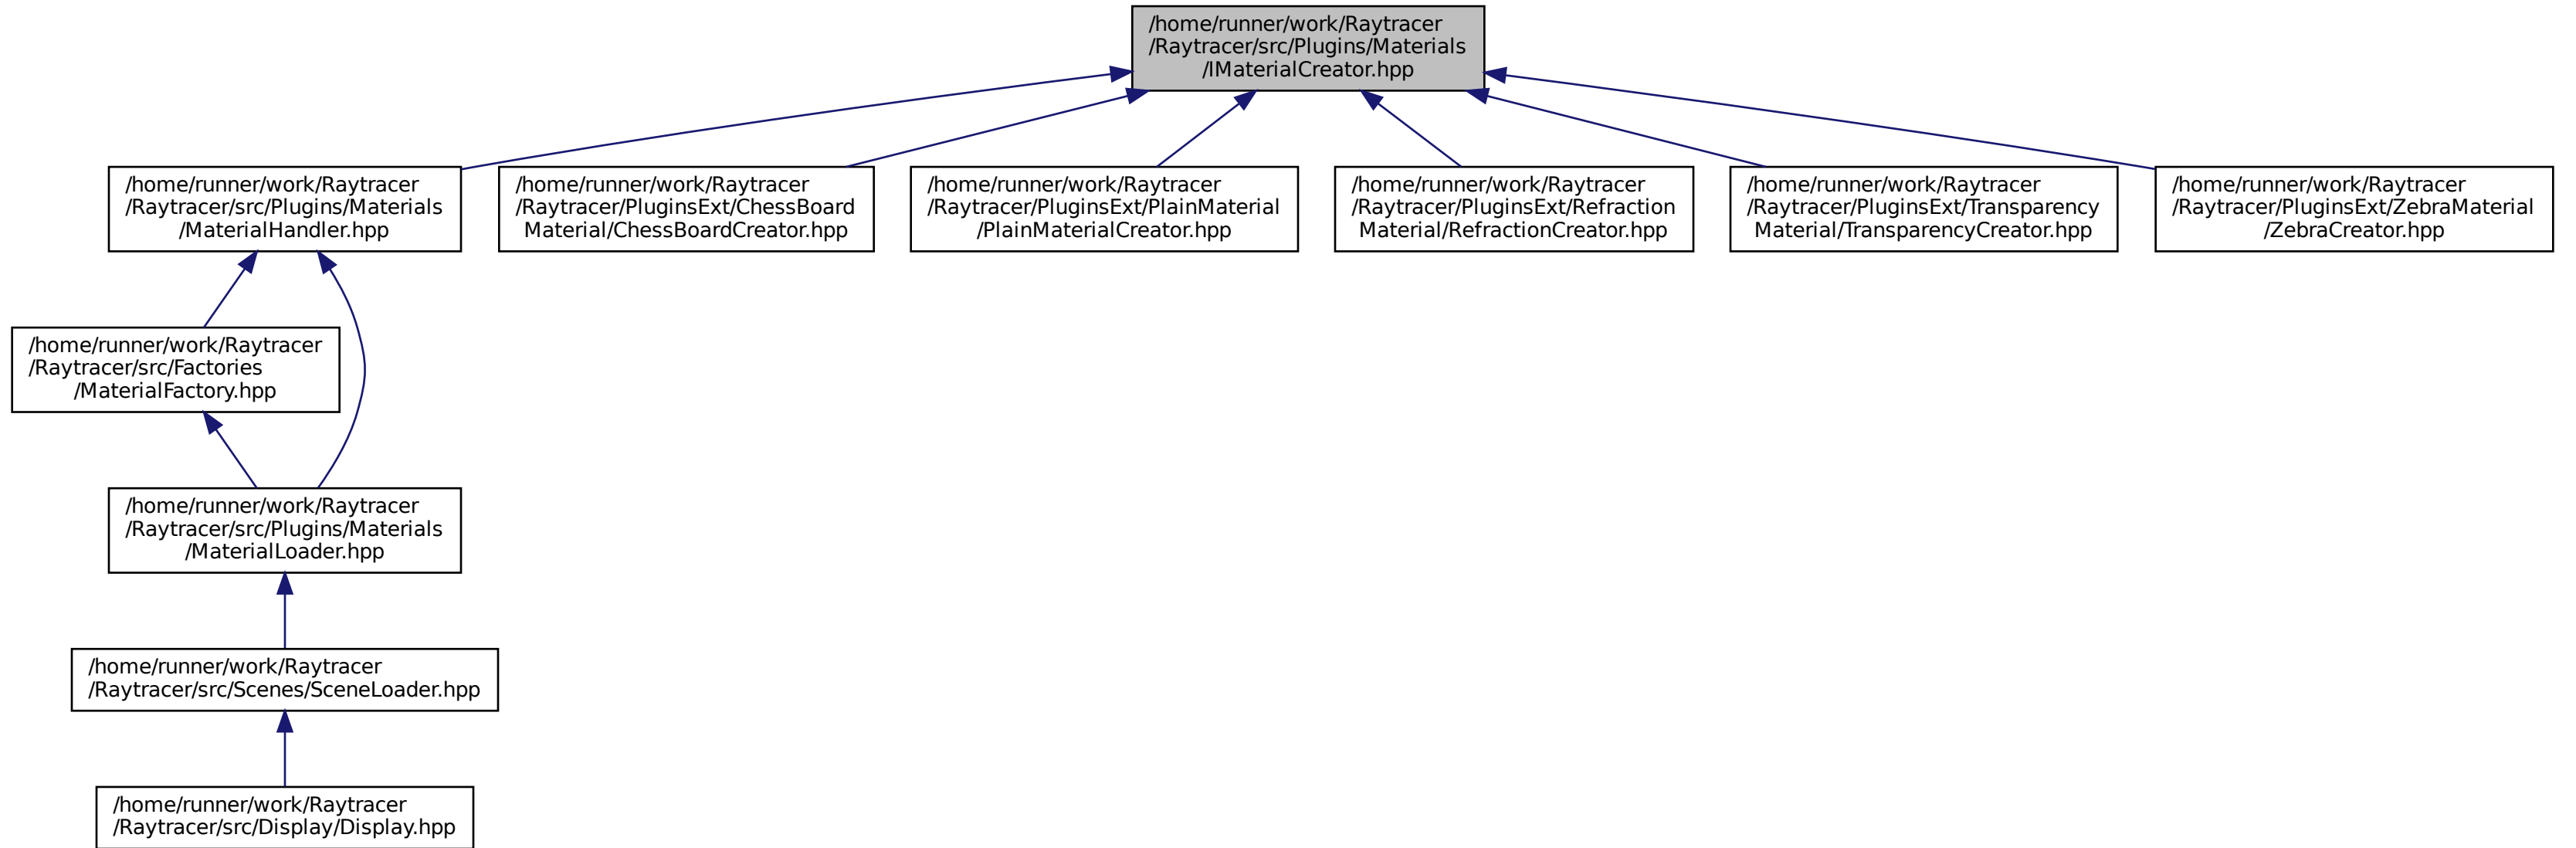 /home/runner/work/Raytracer
/Raytracer/src/Plugins/Materials
/IMaterialCreator.hpp
/home/runner/work/Raytracer
/Raytracer/src/Plugins/Materials
/MaterialHandler.hpp
/home/runner/work/Raytracer
/Raytracer/PluginsExt/ChessBoard
Material/ChessBoardCreator.hpp
/home/runner/work/Raytracer
/Raytracer/PluginsExt/PlainMaterial
/PlainMaterialCreator.hpp
/home/runner/work/Raytracer
/Raytracer/PluginsExt/Refraction
Material/RefractionCreator.hpp
/home/runner/work/Raytracer
/Raytracer/PluginsExt/Transparency
Material/TransparencyCreator.hpp
/home/runner/work/Raytracer
/Raytracer/PluginsExt/ZebraMaterial
/ZebraCreator.hpp
/home/runner/work/Raytracer
/Raytracer/src/Factories
/MaterialFactory.hpp
/home/runner/work/Raytracer
/Raytracer/src/Plugins/Materials
/MaterialLoader.hpp
/home/runner/work/Raytracer
/Raytracer/src/Scenes/SceneLoader.hpp
/home/runner/work/Raytracer
/Raytracer/src/Display/Display.hpp